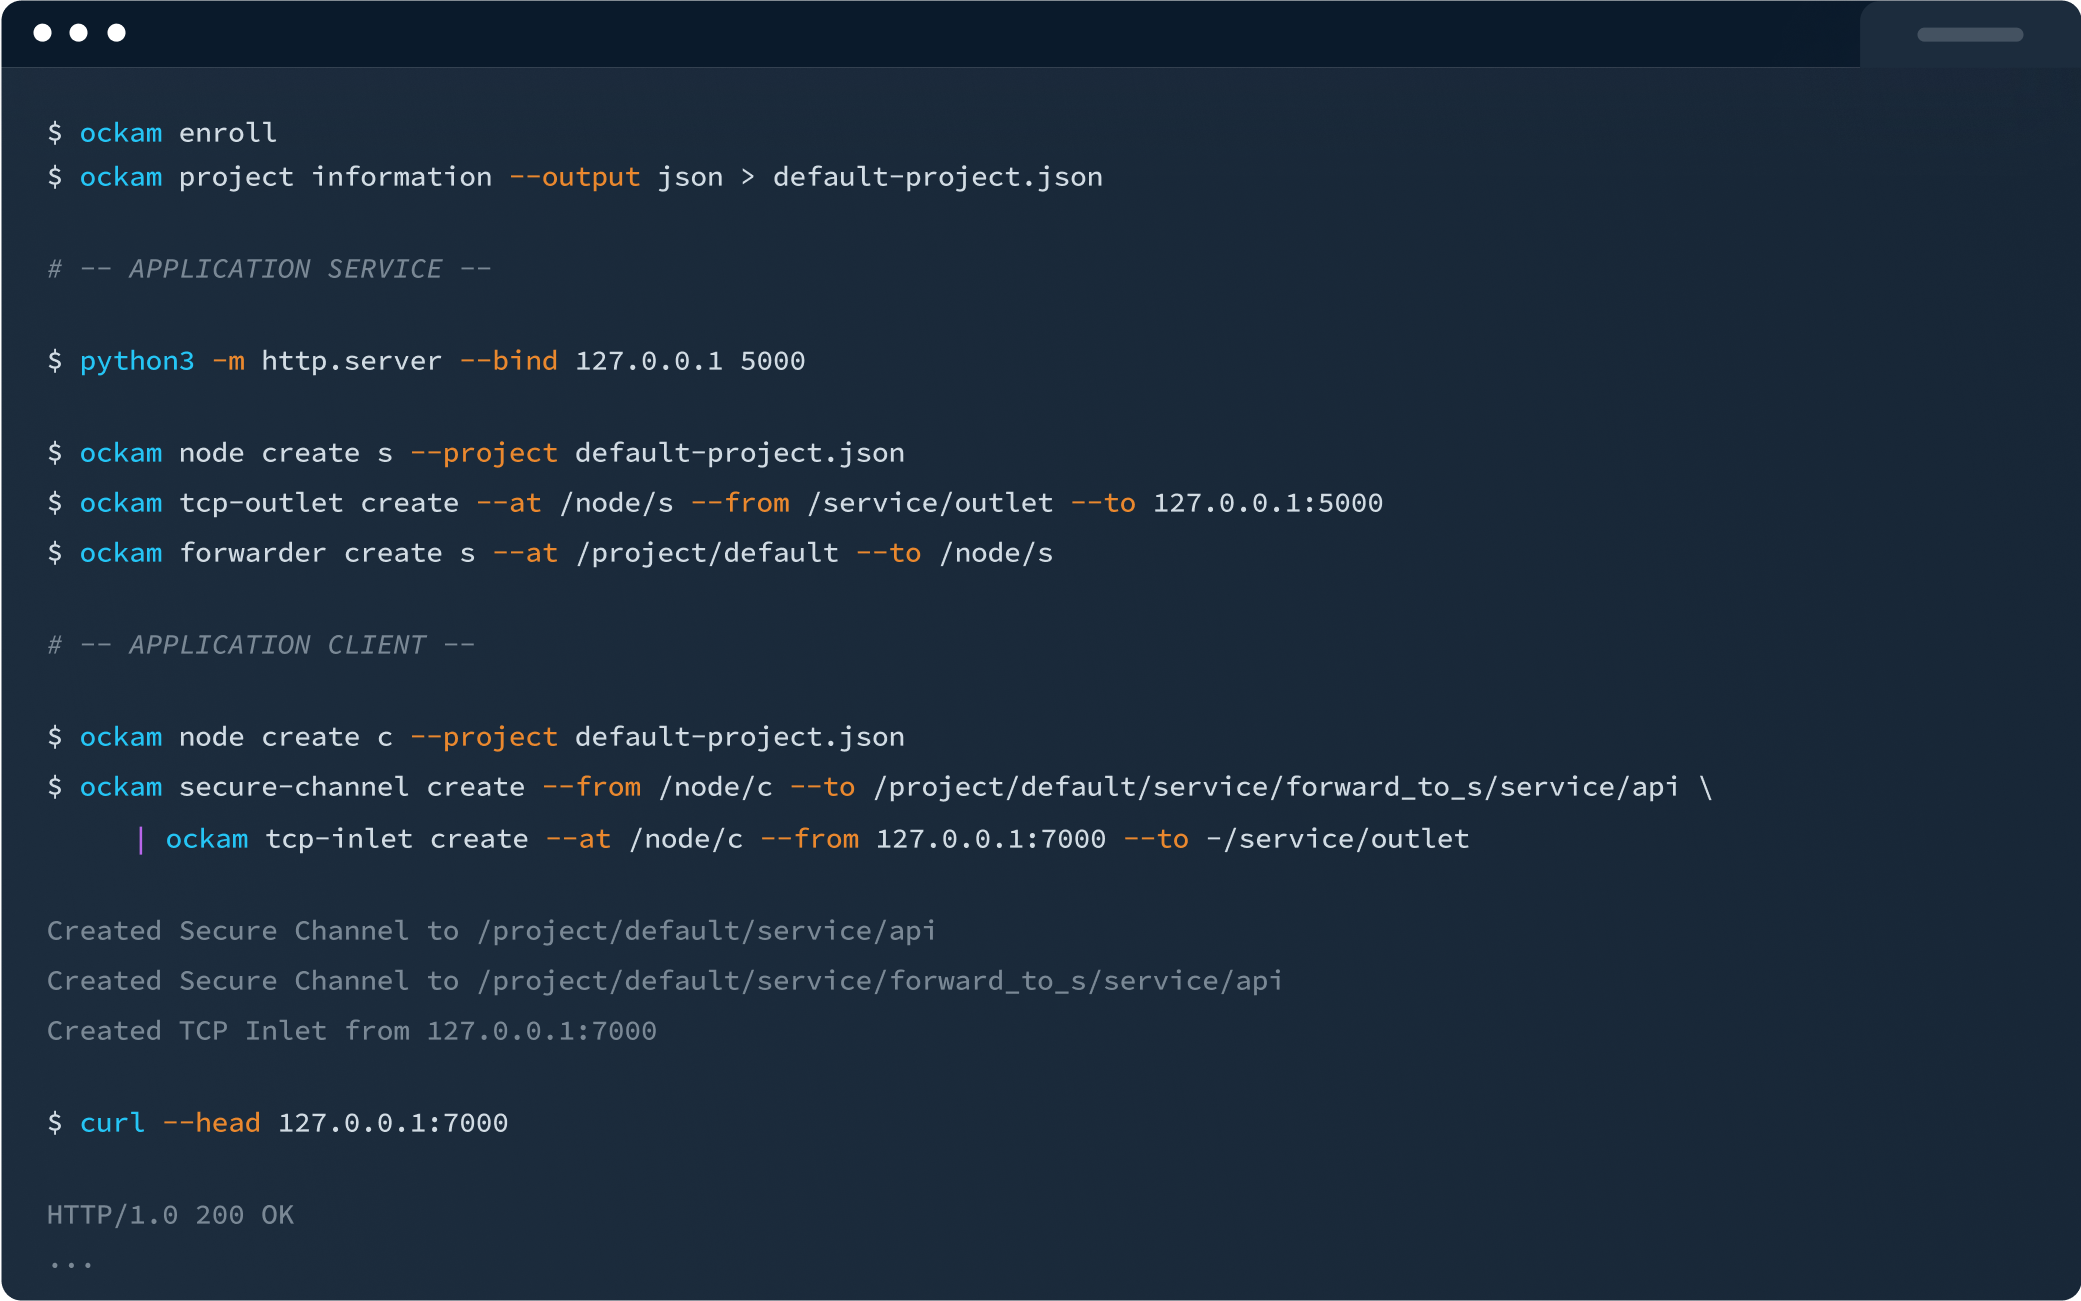 $ ockam enroll
$ ockam project information --output json > default-project.json
# -- APPLICATION SERVICE --
$ python3 -m http.server --bind 127.0.0.1 5000
$ ockam node create s --project default-project.json
$ ockam tcp-outlet create --at /node/s --from /service/outlet --to 127.0.0.1:5000
$ ockam forwarder create s --at /project/default --to /node/s
# -- APPLICATION CLIENT --
$ ockam node create c --project default-project.json
$ ockam secure-channel create --from /node/c --to /project/default/service/forward_to_s/service/api \
| ockam tcp-inlet create --at /node/c --from 127.0.0.1:7000 --to -/service/outlet
Created Secure Channel to /project/default/service/api
Created Secure Channel to /project/default/service/forward_to_s/service/api
Created TCP Inlet from 127.0.0.1:7000
$ curl --head 127.0.0.1:7000
HTTP/1.0 200 OK
...